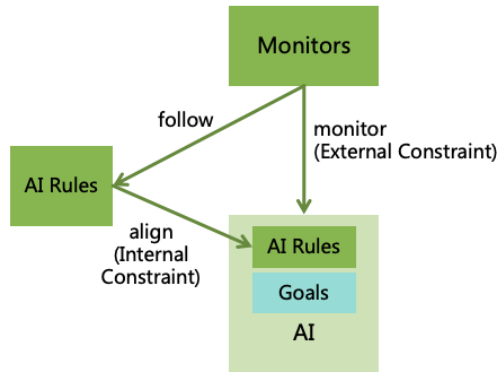 Monitors
follow
monitor
(External Constraint)
AI Rules
align
(Internal
Constraint)
AI Rules
Goals
AI